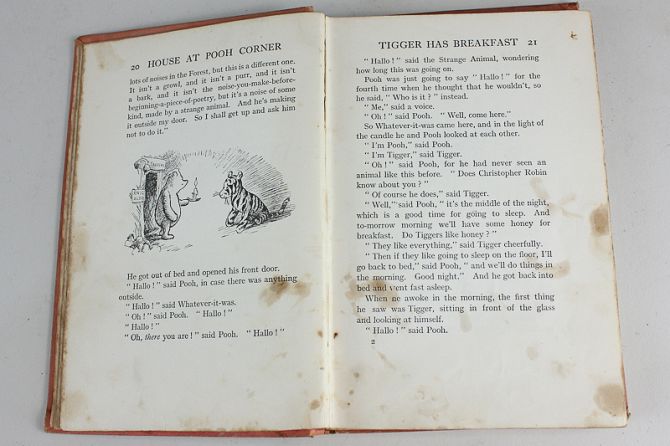 20 HOUSE AT POOH CORNER
lots of noises in the Forest, but this is a different one.
It isn't a growl, and it isn't a purr, and it isn't
a bark, and it isn't the noise-you-make-before-
beginning-a-piece-of-poetry, but it's a noise of some
kind, made by a strange animal. And he's making
it outside my door. So I shall get up and ask him
not to do it."
He got out of bed and opened his front door.
"Hallo!" said Pooh, in case there was anything
outside.
"Hallo!" said Whatever-it-was.
"Oh!" said Pooh. "Hallo!"
"Hallo!"
"Oh, there you are!" said Pooh. "Hallo!"
TIGGER HAS BREAKFAST 21
"Hallo!" said the Strange Animal, wondering
how long this was going on.
Pooh was just going to say "Hallo!" for the
fourth time when he thought that he wouldn't, so
he said, "Who is it?" instead.
"Me," said a voice.
"Oh!" said Pooh. "Well, come here."
So Whatever-it-was came here, and in the light of
the candle he and Pooh looked at each other.
"I'm Pooh," said Pooh.
"I'm Tigger," said Tigger.
"Oh!" said Pooh, for he had never seen an
animal like this before. "Does Christopher Robin
know about you?"
"Of course he does," said Tigger.
"Well," said Pooh, "it's the middle of the night,
which is a good time for going to sleep. And
to-morrow morning we'll have some honey for
breakfast. Do Tiggers like honey?"
"They like everything," said Tigger cheerfully.
"Then if they like going to sleep on the floor, I'll
go back to bed," said Pooh, "and we'll do things in
the morning. Good night." And he got back into
bed and went fast asleep.
When he awoke in the morning, the first thing
he saw was Tigger, sitting in front of the glass
and looking at himself.
"Hallo!" said Pooh.
2